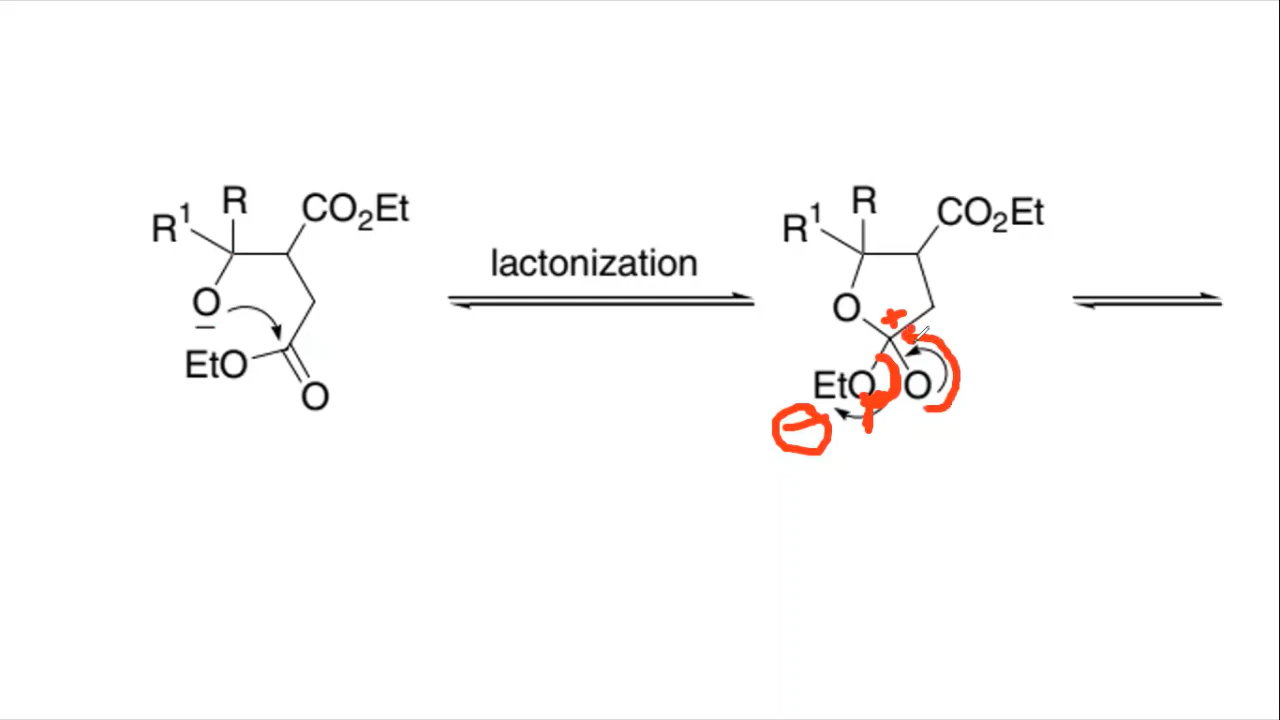 R¹ R CO₂Et
O
–
EtO
O
lactonization
R¹ R CO₂Et
O
EtO O